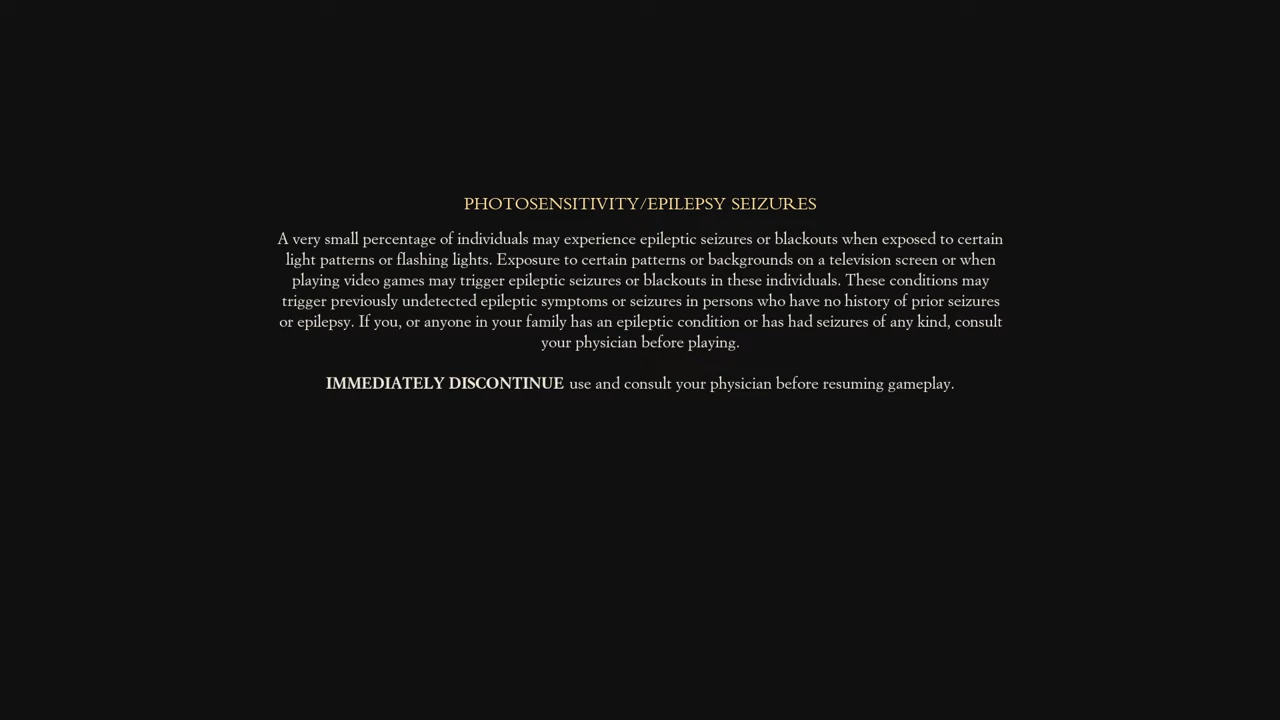 PHOTOSENSITIVITY/EPILEPSY SEIZURES
A very small percentage of individuals may experience epileptic seizures or blackouts when exposed to certain
light patterns or flashing lights. Exposure to certain patterns or backgrounds on a television screen or when
playing video games may trigger epileptic seizures or blackouts in these individuals. These conditions may
trigger previously undetected epileptic symptoms or seizures in persons who have no history of prior seizures
or epilepsy. If you, or anyone in your family has an epileptic condition or has had seizures of any kind, consult
your physician before playing.
IMMEDIATELY DISCONTINUE use and consult your physician before resuming gameplay.